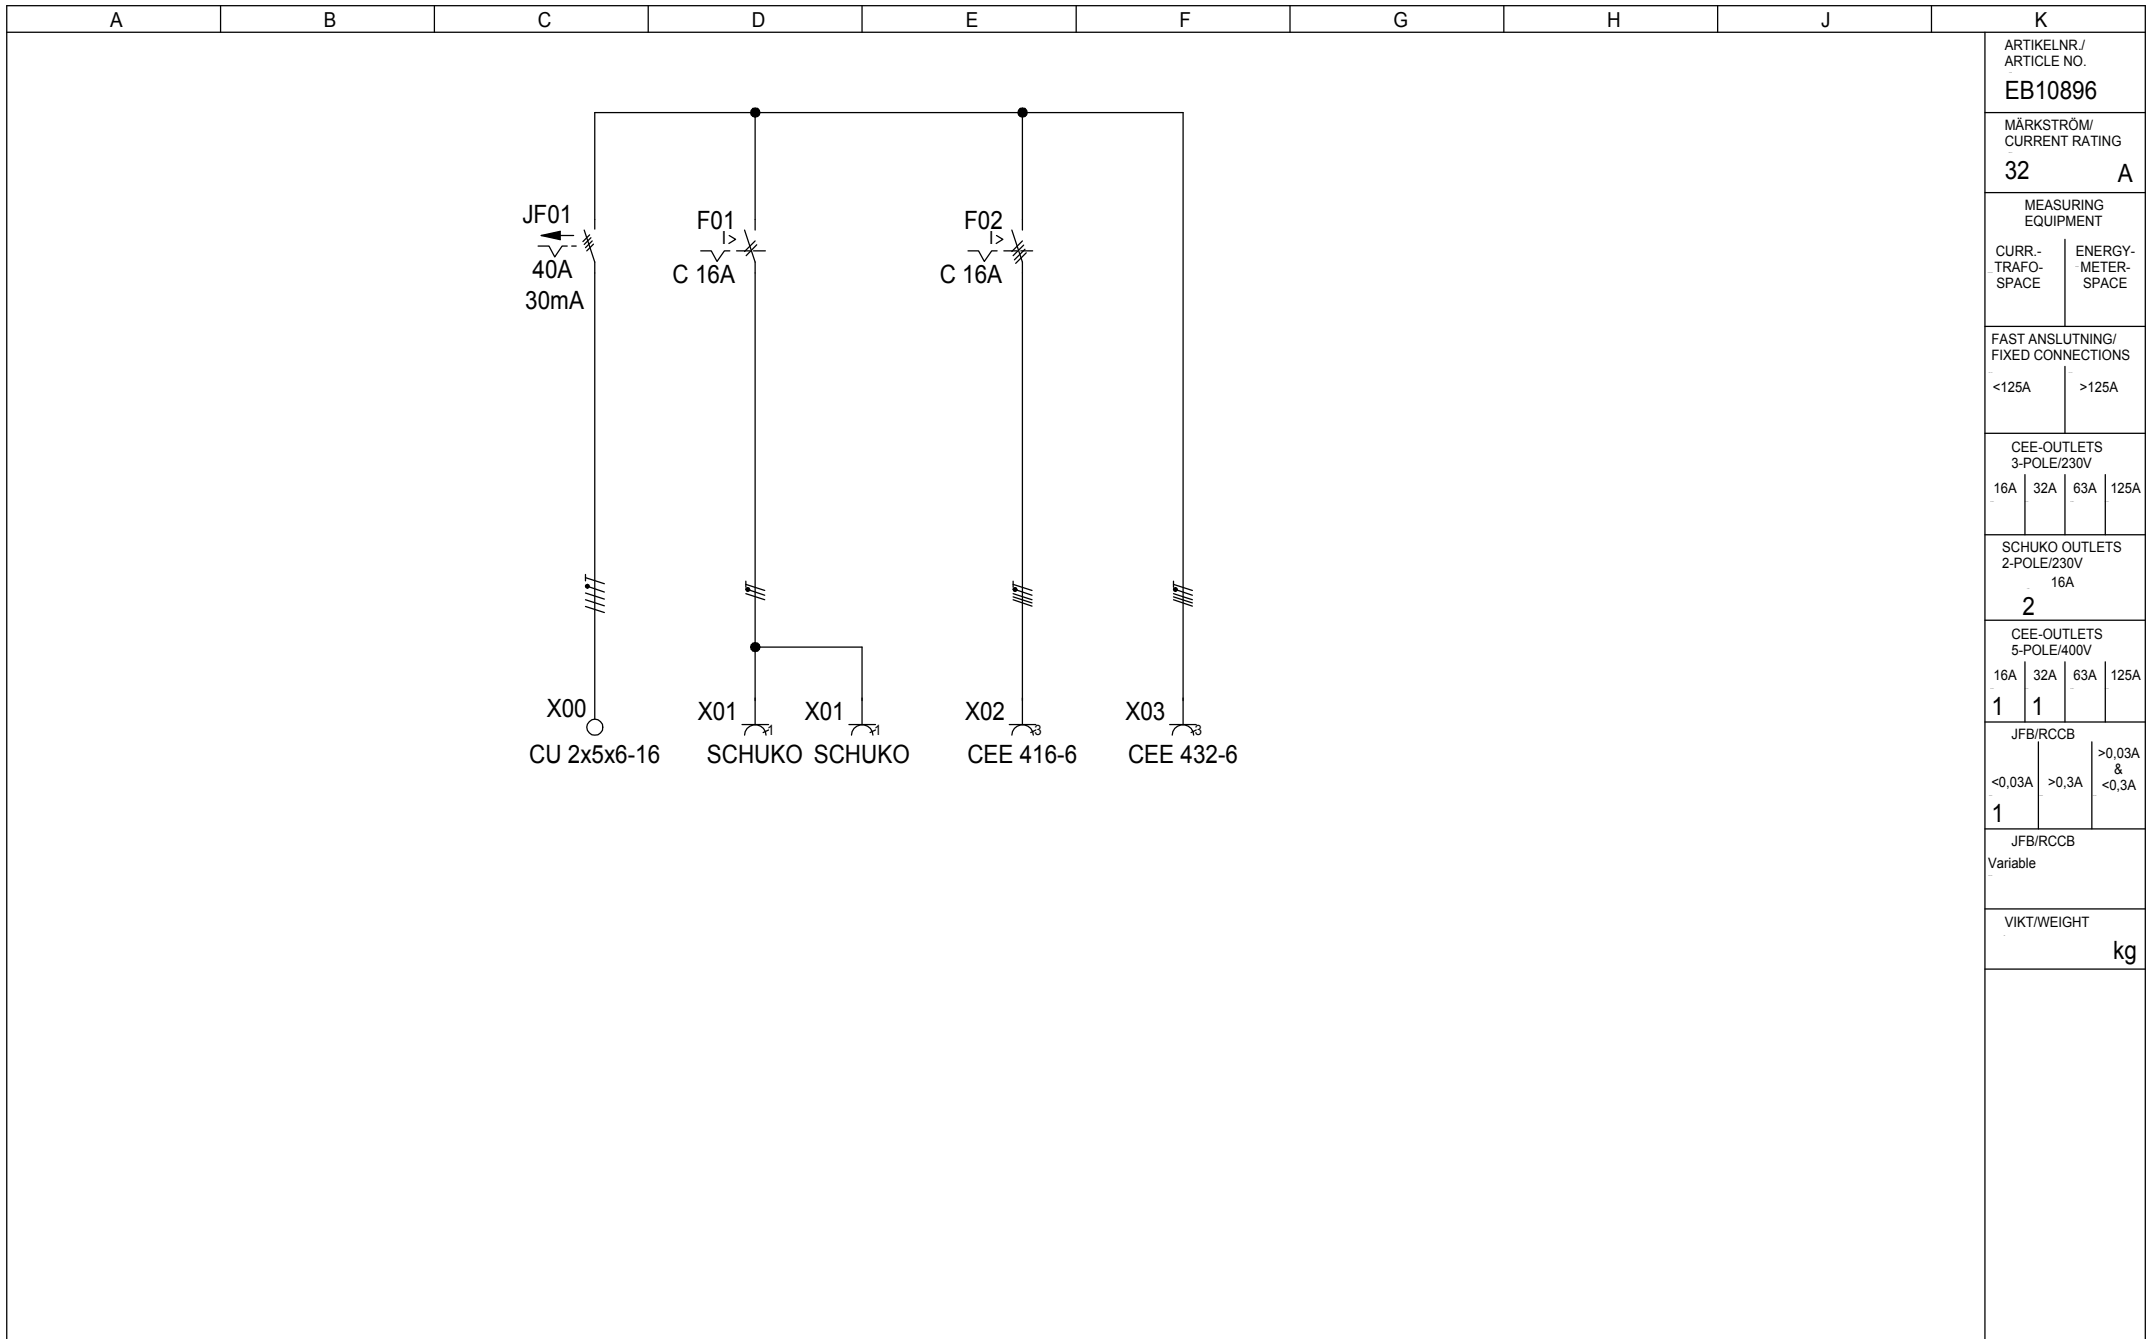 A B C D E F G H J K
ARTIKELNR./
ARTICLE NO.
EB10896
MÄRKSTRÖM/
CURRENT RATING
32 A
MEASURING
EQUIPMENT
CURR.-
TRAFO-
SPACE
ENERGY-
METER-
SPACE
FAST ANSLUTNING/
FIXED CONNECTIONS
<125A >125A
CEE-OUTLETS
3-POLE/230V
16A 32A 63A 125A
SCHUKO OUTLETS
2-POLE/230V
16A
2
CEE-OUTLETS
5-POLE/400V
16A 32A 63A 125A
1 1
JFB/RCCB
<0,03A >0,3A
>0,03A
&
<0,3A
1
JFB/RCCB
Variable
VIKT/WEIGHT
kg
JF01
40A
30mA
F01
I>
C 16A
F02
I>
C 16A
X00
CU 2x5x6-16
X01
1
SCHUKO
X01
1
SCHUKO
X02
3
CEE 416-6
X03
3
CEE 432-6